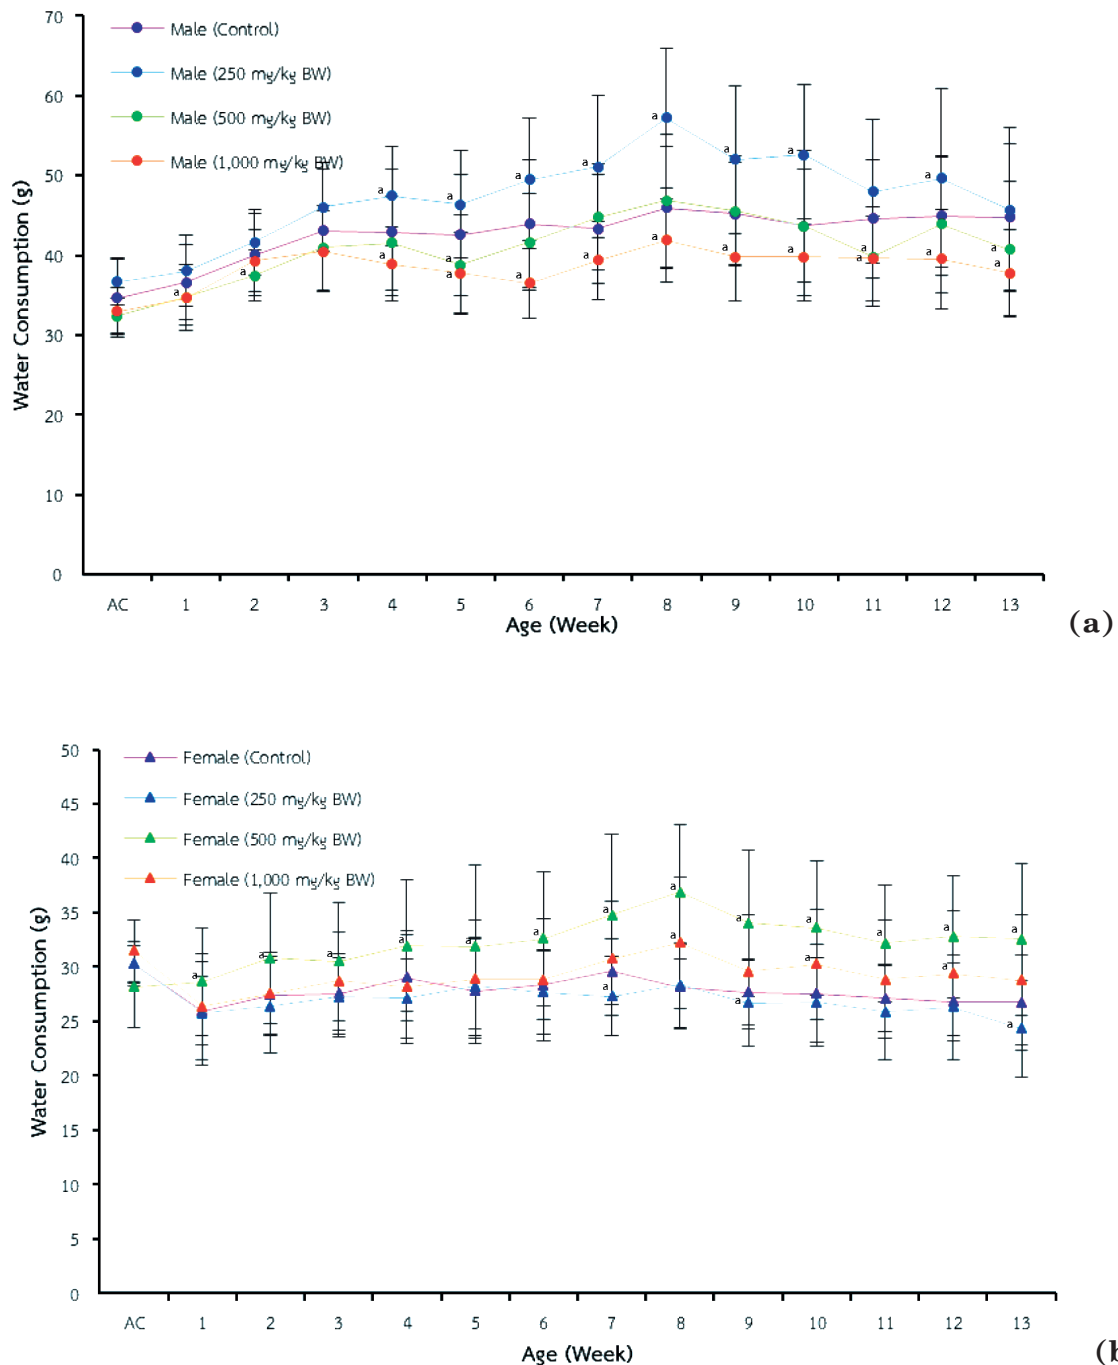 70
60
50
40
30
20
10
0
Water Consumption (g)
Male (Control)
Male (250 mg/kg BW)
Male (500 mg/kg BW)
Male (1,000 mg/kg BW)
a a a a a a a a
a a a a a
a a a a a a a a a a a
AC 1 2 3 4 5 6 7 8 9 10 11 12 13
Age (Week)
(a)
50
45
40
35
30
25
20
15
10
5
0
Water Consumption (g)
Female (Control)
Female (250 mg/kg BW)
Female (500 mg/kg BW)
Female (1,000 mg/kg BW)
a a a a a a a a a a a a a
a a a
a a a
AC 1 2 3 4 5 6 7 8 9 10 11 12 13
Age (Week)
(b